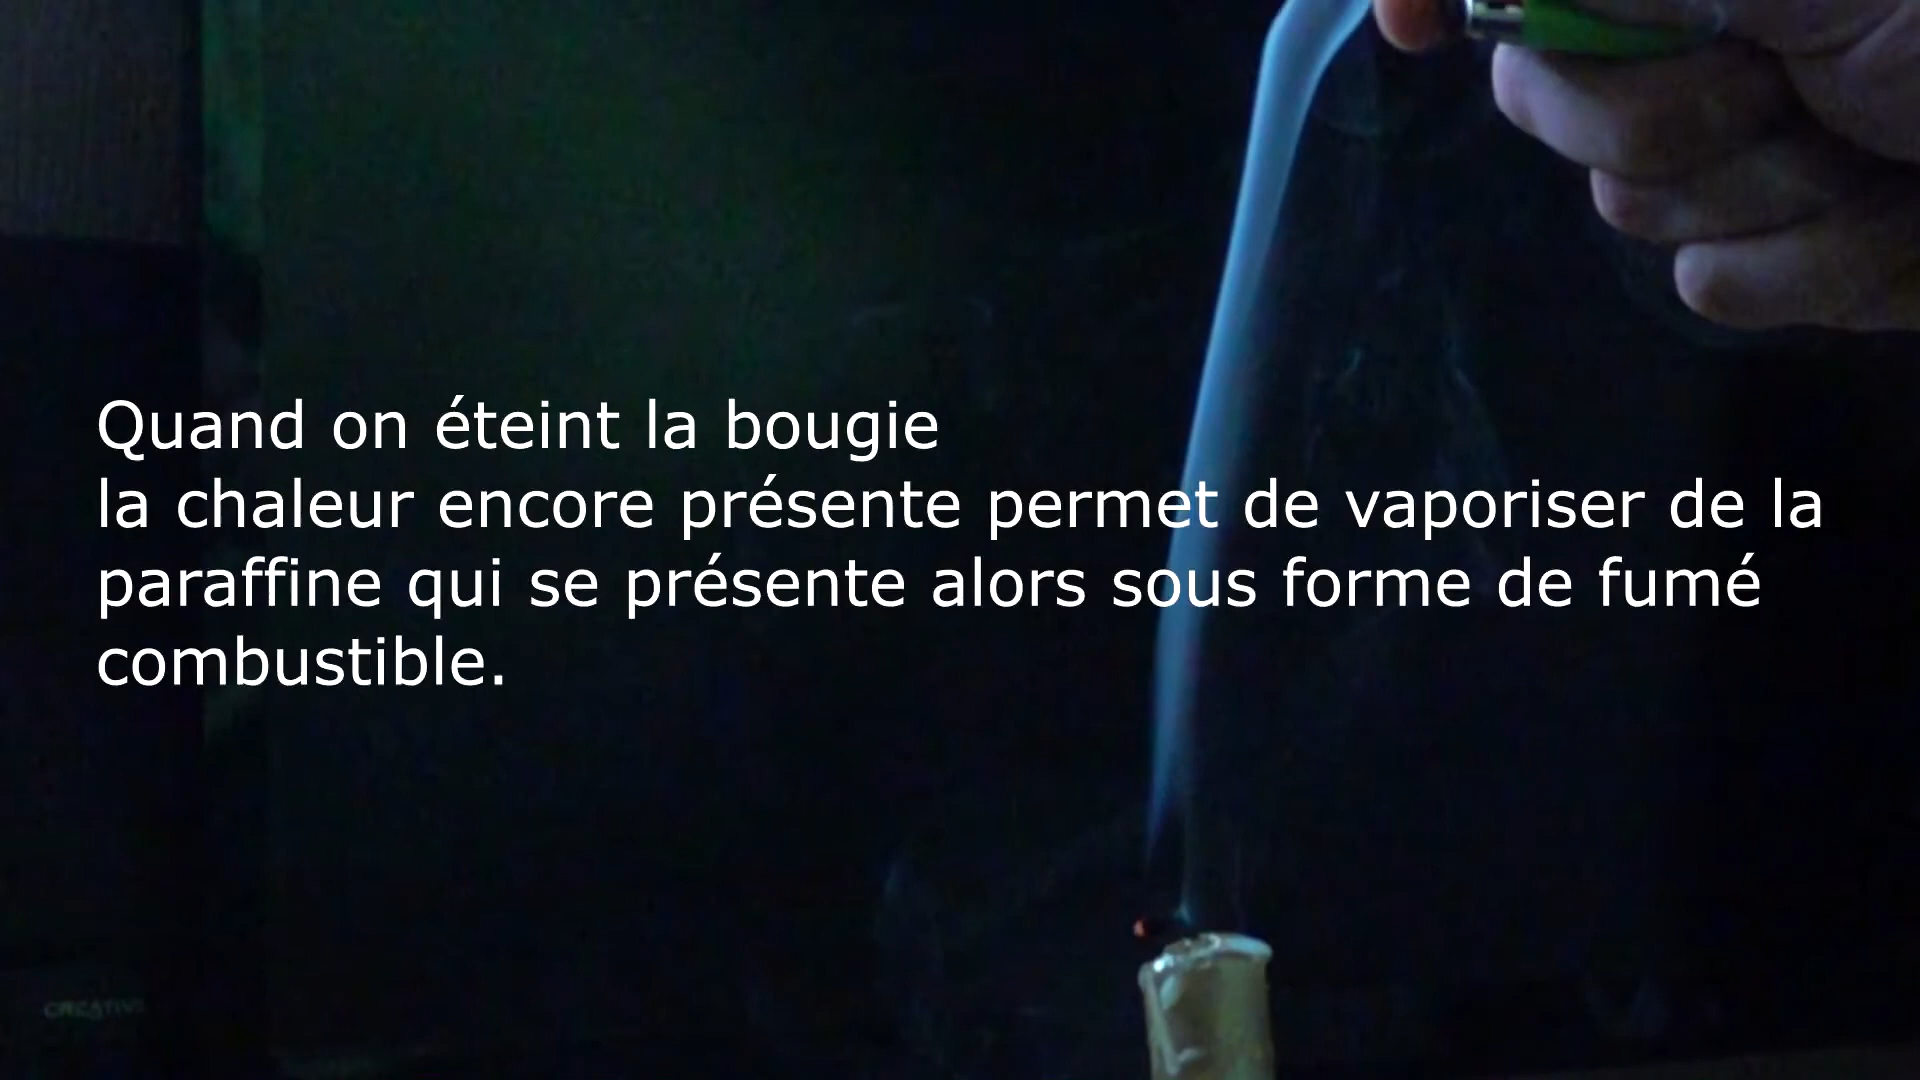 Quand on éteint la bougie
la chaleur encore présente permet de vaporiser de la
paraffine qui se présente alors sous forme de fumé
combustible.
CREATIVE